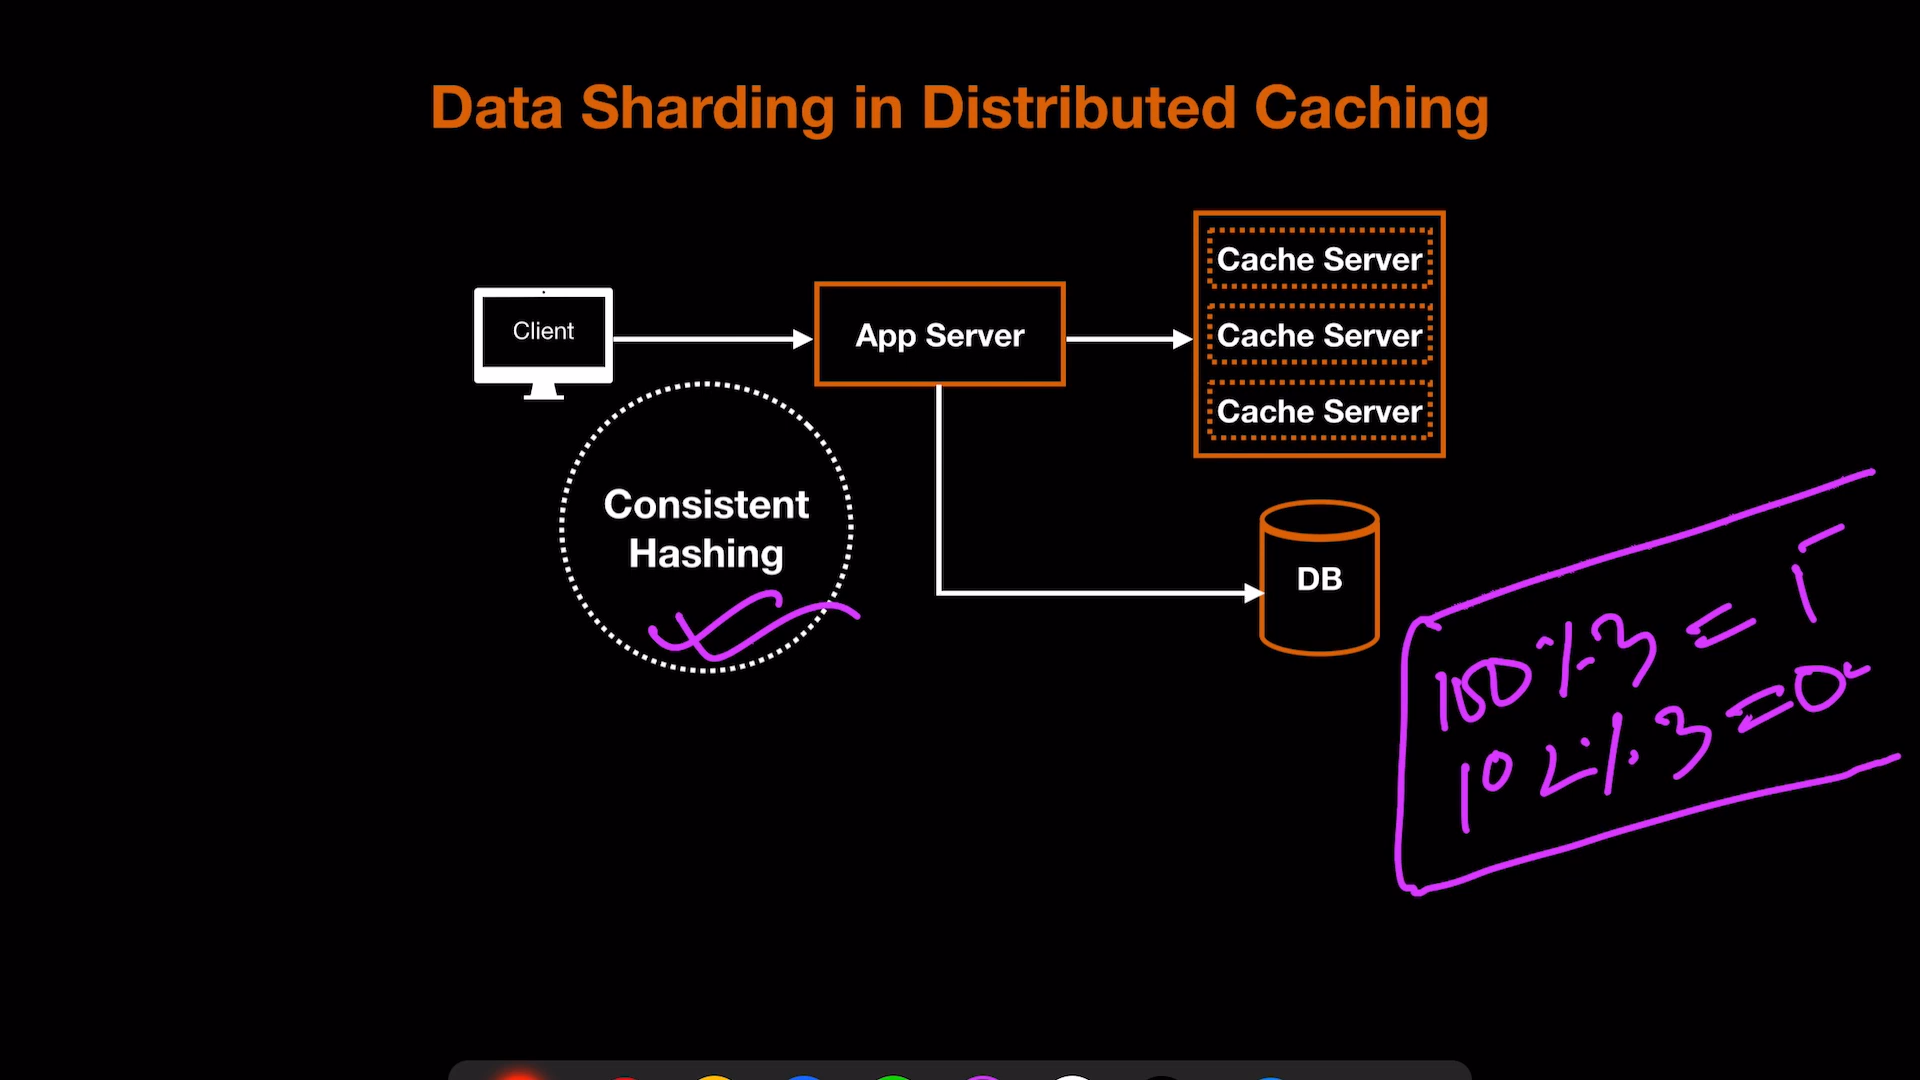 Data Sharding in Distributed Caching
Client
App Server
Cache Server
Cache Server
Cache Server
Consistent
Hashing
DB
100 % 3 = 1
102 % 3 = 0